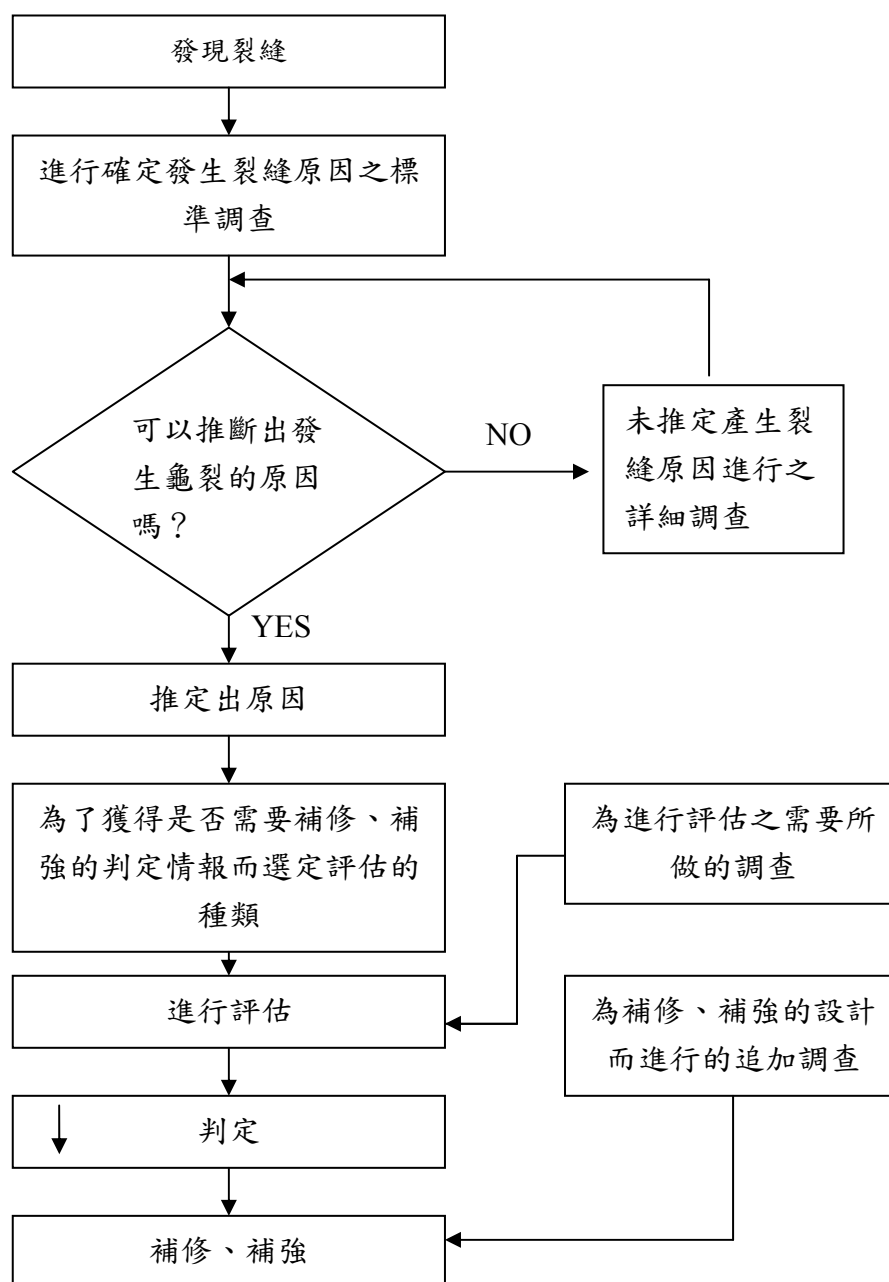 發現裂縫
進行確定發生裂縫原因之標
準調查
可以推斷出發
生龜裂的原因
嗎？
NO
未推定產生裂
縫原因進行之
詳細調查
YES
推定出原因
為了獲得是否需要補修、補
強的判定情報而選定評估的
種類
為進行評估之需要所
做的調查
進行評估
為補修、補強的設計
而進行的追加調查
判定
補修、補強